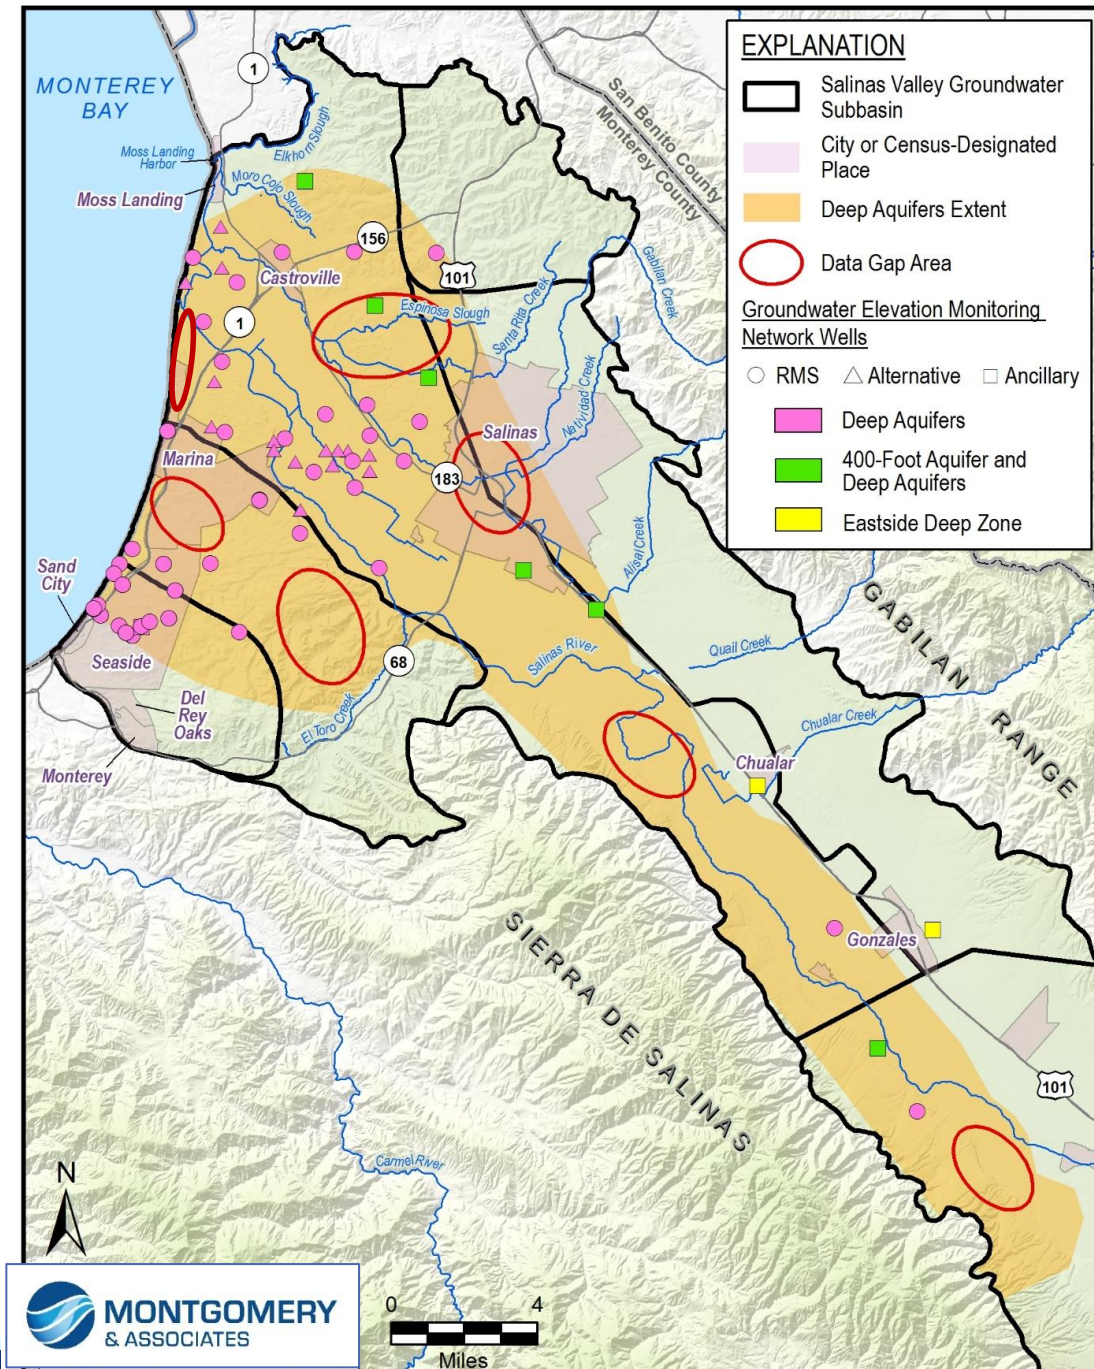 EXPLANATION
Salinas Valley Groundwater
Subbasin
City or Census-Designated
Place
Deep Aquifers Extent
Data Gap Area
Groundwater Elevation Monitoring
Network Wells
RMS
Alternative
Ancillary
Deep Aquifers
400-Foot Aquifer and
Deep Aquifers
Eastside Deep Zone
1
MONTEREY
BAY
San Benito County
Monterey County
Elkhorn Slough
Moss Landing
Harbor
Moro Cojo Slough
Moss Landing
156
101
Castroville
Gabilan Creek
Santa Rita Creek
Espinosa Slough
1
Natividad Creek
Salinas
Marina
183
Alisal Creek
Sand
City
GABILAN
RANGE
Quail Creek
Salinas River
68
Seaside
Del
Rey
Oaks
El Toro Creek
Chualar Creek
Chualar
Monterey
Gonzales
SIERRA DE SALINAS
101
Carmel River
N
MONTGOMERY
& ASSOCIATES
0
4
Miles